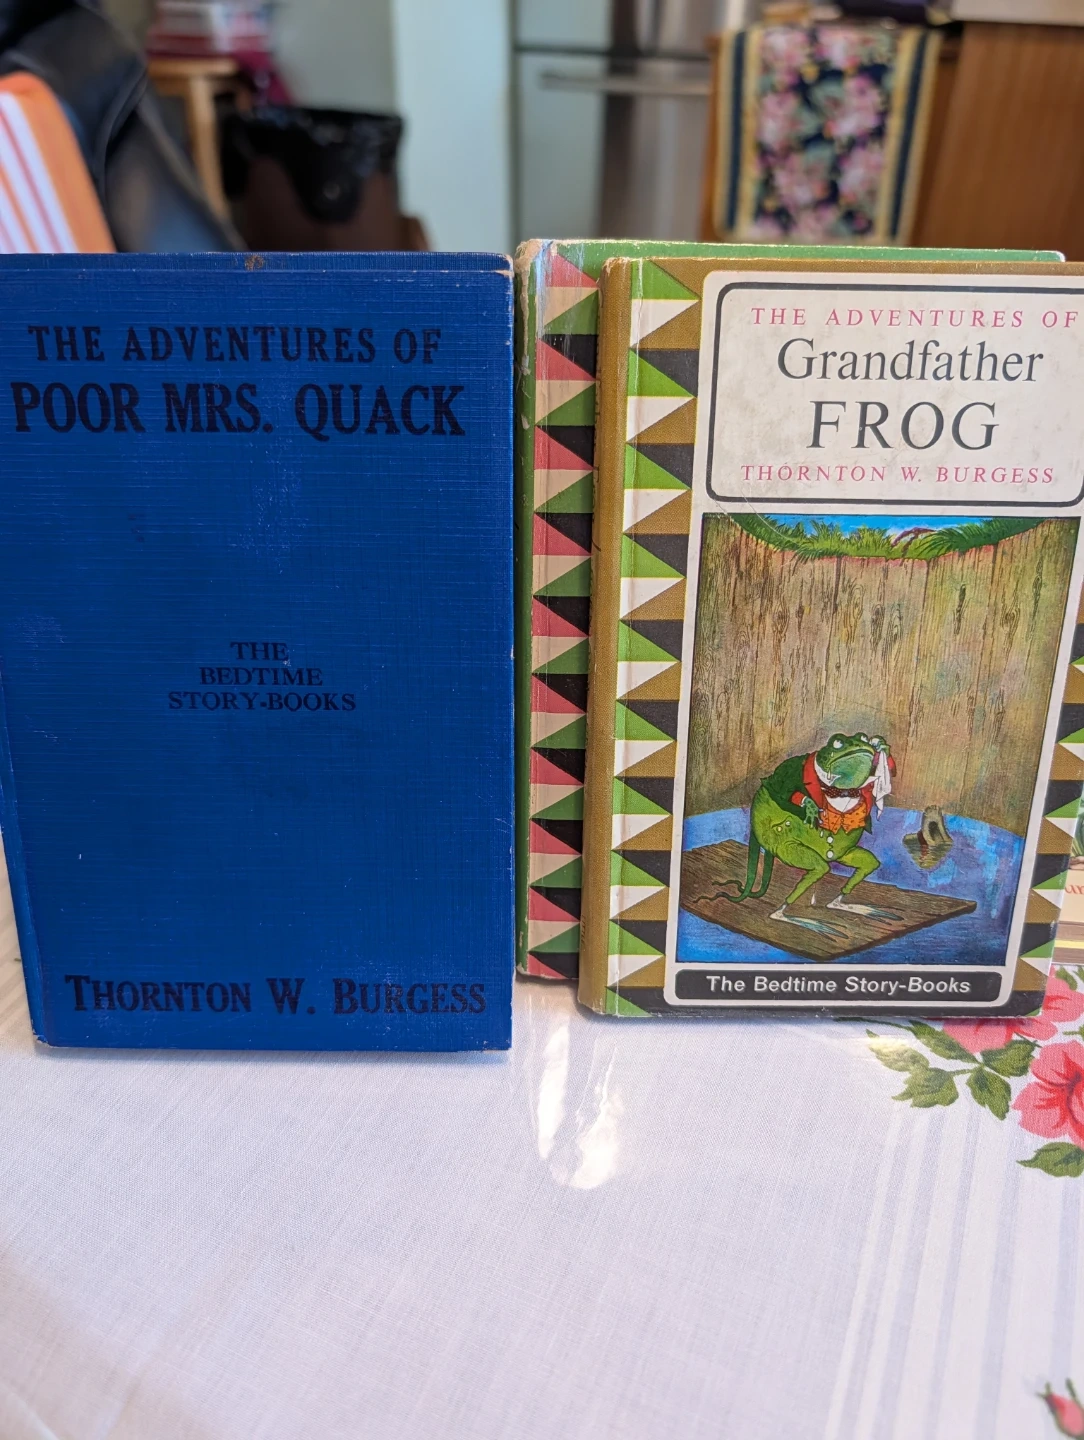 THE ADVENTURES OF
POOR MRS. QUACK
THE
BEDTIME
STORY-BOOKS
THORNTON W. BURGESS
THE ADVENTURES OF
Grandfather
FROG
THORNTON W. BURGESS
The Bedtime Story-Books